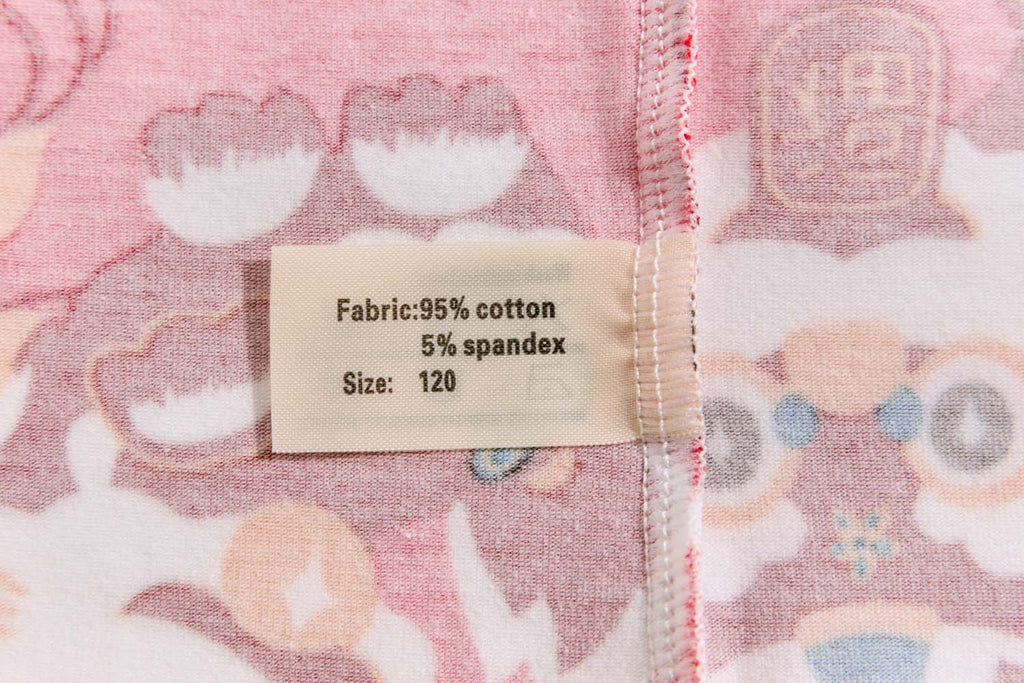 Fabric:95% cotton
5% spandex
Size: 120